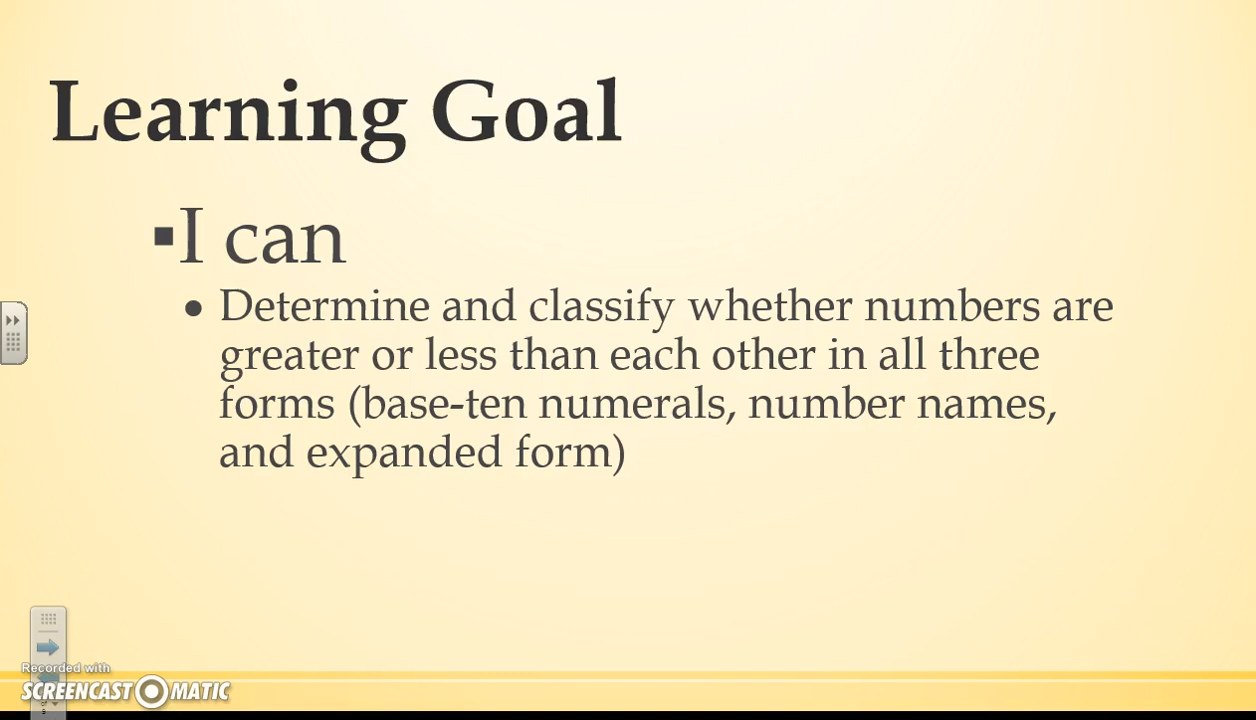 Learning Goal
▪I can
• Determine and classify whether numbers are
greater or less than each other in all three
forms (base-ten numerals, number names,
and expanded form)
Recorded with
SCREENCAST MATIC